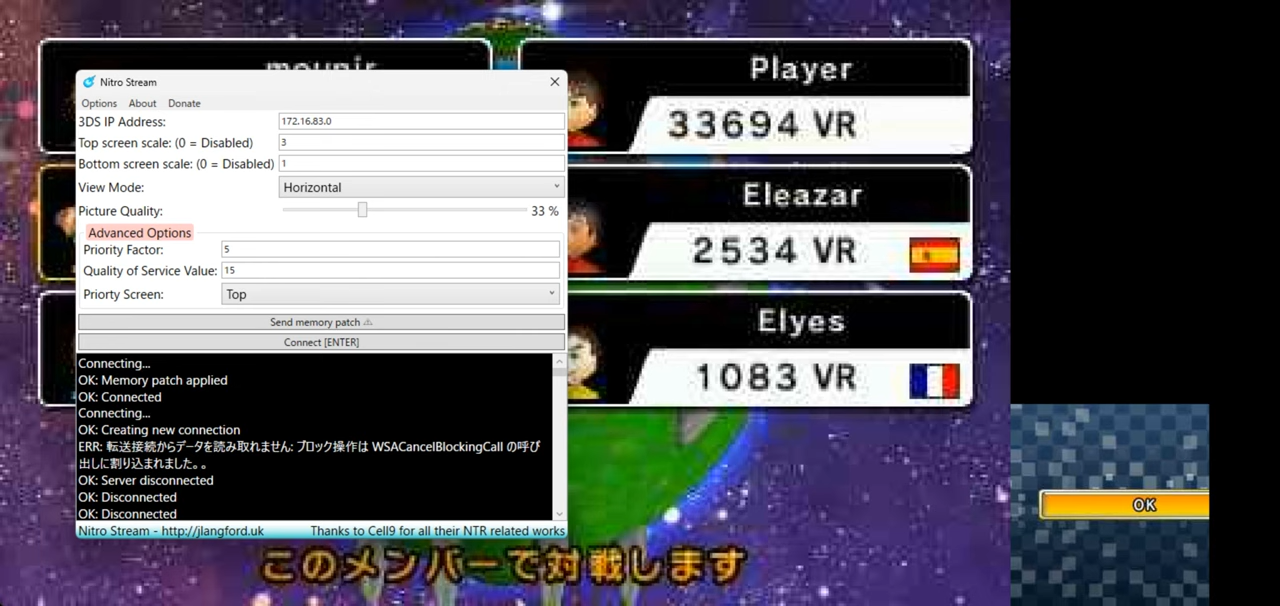 mounir
Player
33694 VR
Eleazar
2534 VR
Elyes
1083 VR
Nitro Stream
Options About Donate
3DS IP Address: 172.16.83.0
Top screen scale: (0 = Disabled) 3
Bottom screen scale: (0 = Disabled) 1
View Mode: Horizontal
Picture Quality: 33 %
Advanced Options
Priority Factor: 5
Quality of Service Value: 15
Priorty Screen: Top
Send memory patch ⚠
Connect [ENTER]
Connecting...
OK: Memory patch applied
OK: Connected
Connecting...
OK: Creating new connection
ERR: 転送接続からデータを読み取れません: ブロック操作は WSACancelBlockingCall の呼び
出しに割り込まれました。。
OK: Server disconnected
OK: Disconnected
OK: Disconnected
Nitro Stream - http://jlangford.uk Thanks to Cell9 for all their NTR related works
このメンバーで対戦します
OK